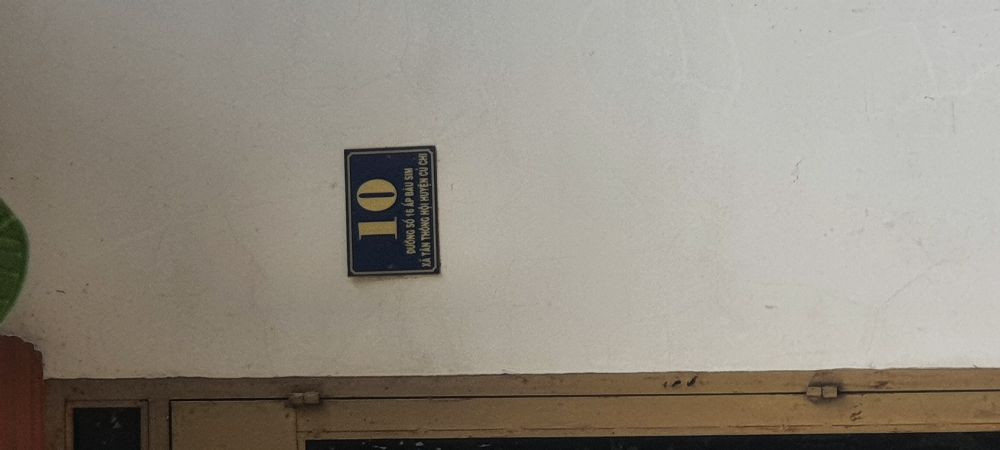 10
ĐƯỜNG SỐ 16 ẤP BÀU SIM
XÃ TÂN THÔNG HỘI HUYỆN CỦ CHI